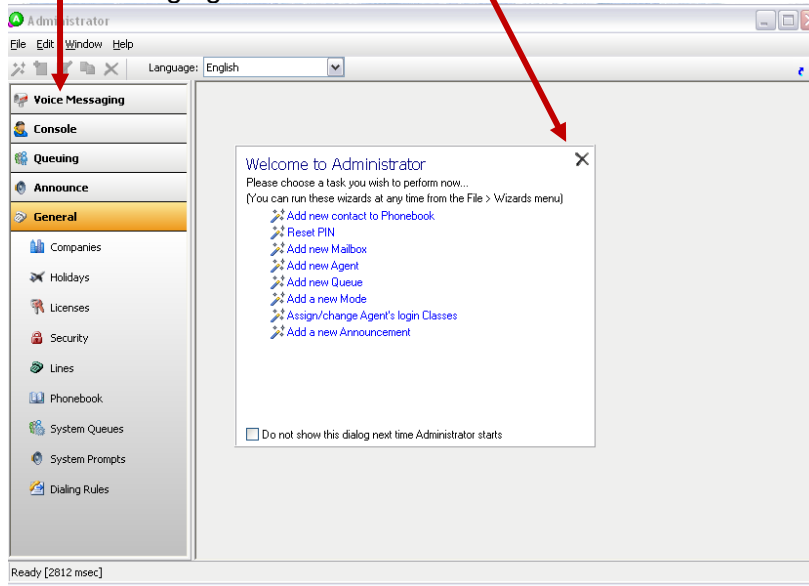 Administrator
File Edit Window Help
Language: English
Voice Messaging
Console
Queuing
Announce
General
Companies
Holidays
Licenses
Security
Lines
Phonebook
System Queues
System Prompts
Dialing Rules
Welcome to Administrator
Please choose a task you wish to perform now...
(You can run these wizards at any time from the File > Wizards menu)
Add new contact to Phonebook
Reset PIN
Add new Mailbox
Add new Agent
Add new Queue
Add a new Mode
Assign/change Agent's login Classes
Add a new Announcement
Do not show this dialog next time Administrator starts
Ready [2812 msec]